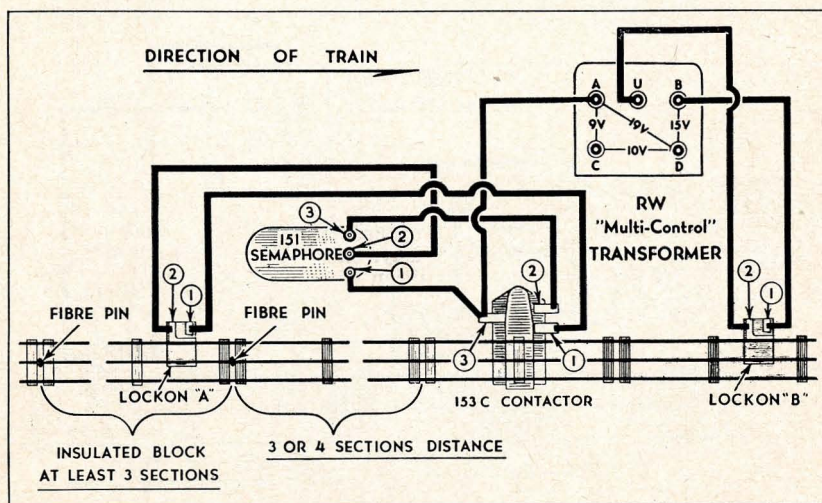 DIRECTION OF TRAIN
A U B
9V 19V 15V
10V
C D
RW
"Multi-Control"
TRANSFORMER
3
151
SEMAPHORE
2
1
2
1
FIBRE PIN
FIBRE PIN
2
3
1
2
1
LOCKON "A"
153 C CONTACTOR
LOCKON "B"
INSULATED BLOCK
AT LEAST 3 SECTIONS
3 OR 4 SECTIONS DISTANCE